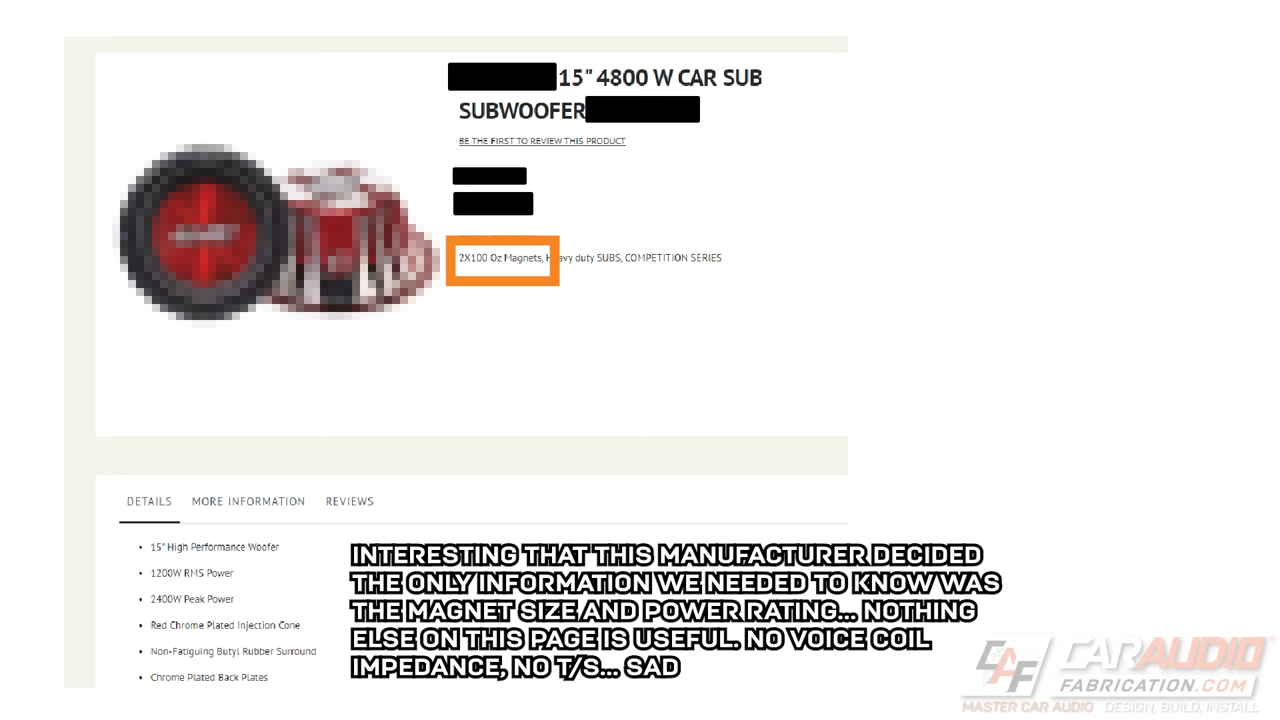 15" 4800 W CAR SUB
SUBWOOFER
BE THE FIRST TO REVIEW THIS PRODUCT
2X100 Oz Magnets, Heavy duty SUBS, COMPETITION SERIES
DETAILS MORE INFORMATION REVIEWS
• 15" High Performance Woofer
• 1200W RMS Power
• 2400W Peak Power
• Red Chrome Plated Injection Cone
• Non-Fatiguing Butyl Rubber Surround
• Chrome Plated Back Plates
INTERESTING THAT THIS MANUFACTURER DECIDED
THE ONLY INFORMATION WE NEEDED TO KNOW WAS
THE MAGNET SIZE AND POWER RATING... NOTHING
ELSE ON THIS PAGE IS USEFUL. NO VOICE COIL
IMPEDANCE, NO T/S... SAD
CAF CARAUDIO
FABRICATION.COM
MASTER CAR AUDIO DESIGN, BUILD, INSTALL